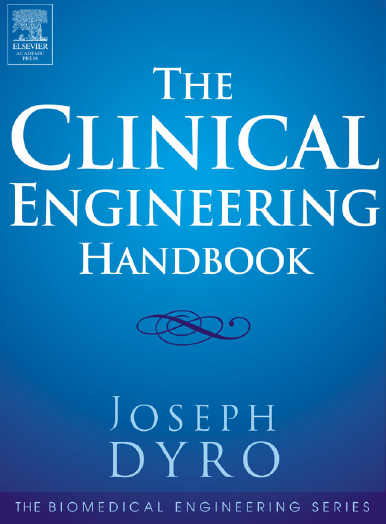 ELSEVIER
ACADEMIC
PRESS
THE
CLINICAL
ENGINEERING
HANDBOOK
JOSEPH
DYRO
THE BIOMEDICAL ENGINEERING SERIES